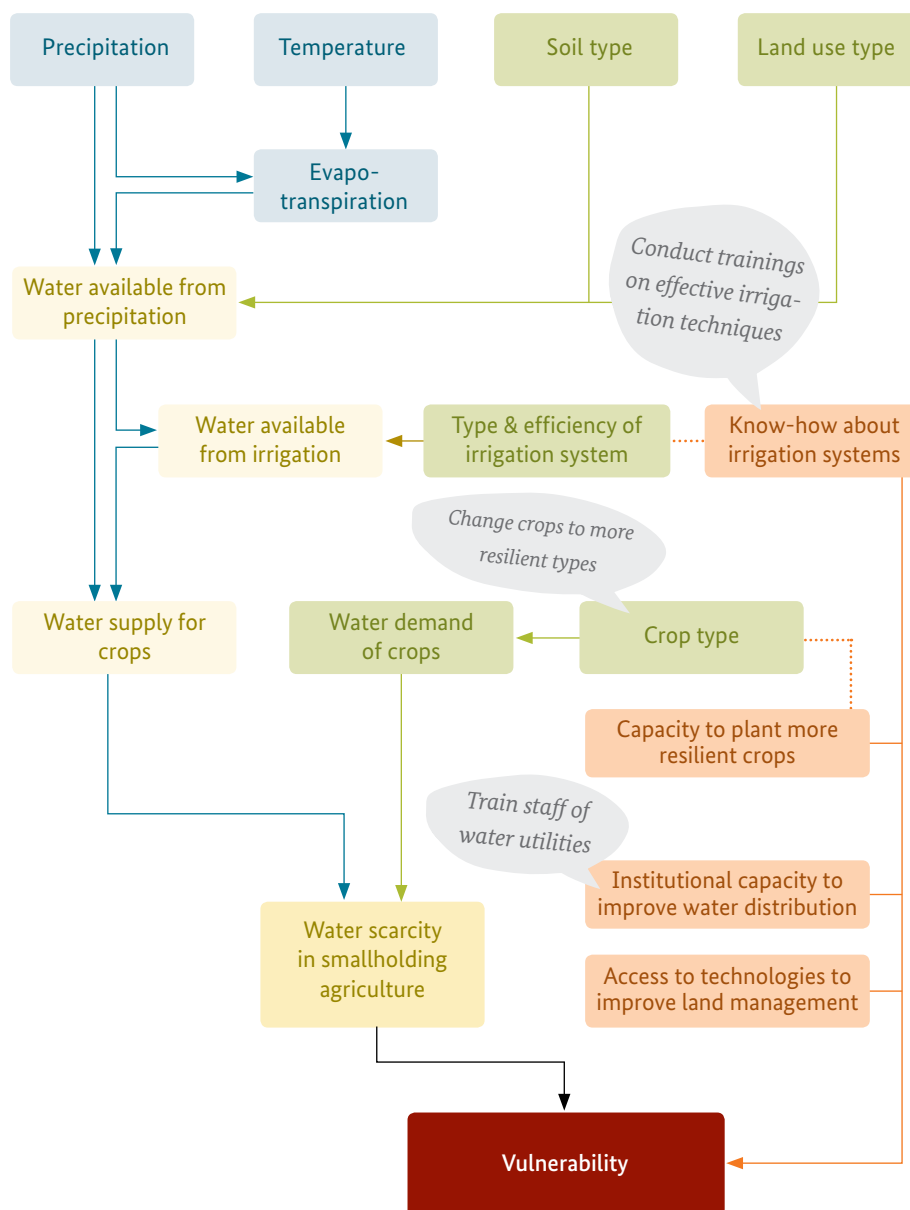 Precipitation
Temperature
Soil type
Land use type
Evapo-
transpiration
Conduct trainings
on effective irriga-
tion techniques
Water available from
precipitation
Water available
from irrigation
Type & efficiency of
irrigation system
Know-how about
irrigation systems
Change crops to more
resilient types
Water supply for
crops
Water demand
of crops
Crop type
Capacity to plant more
resilient crops
Train staff of
water utilities
Institutional capacity to
improve water distribution
Water scarcity
in smallholding
agriculture
Access to technologies to
improve land management
Vulnerability